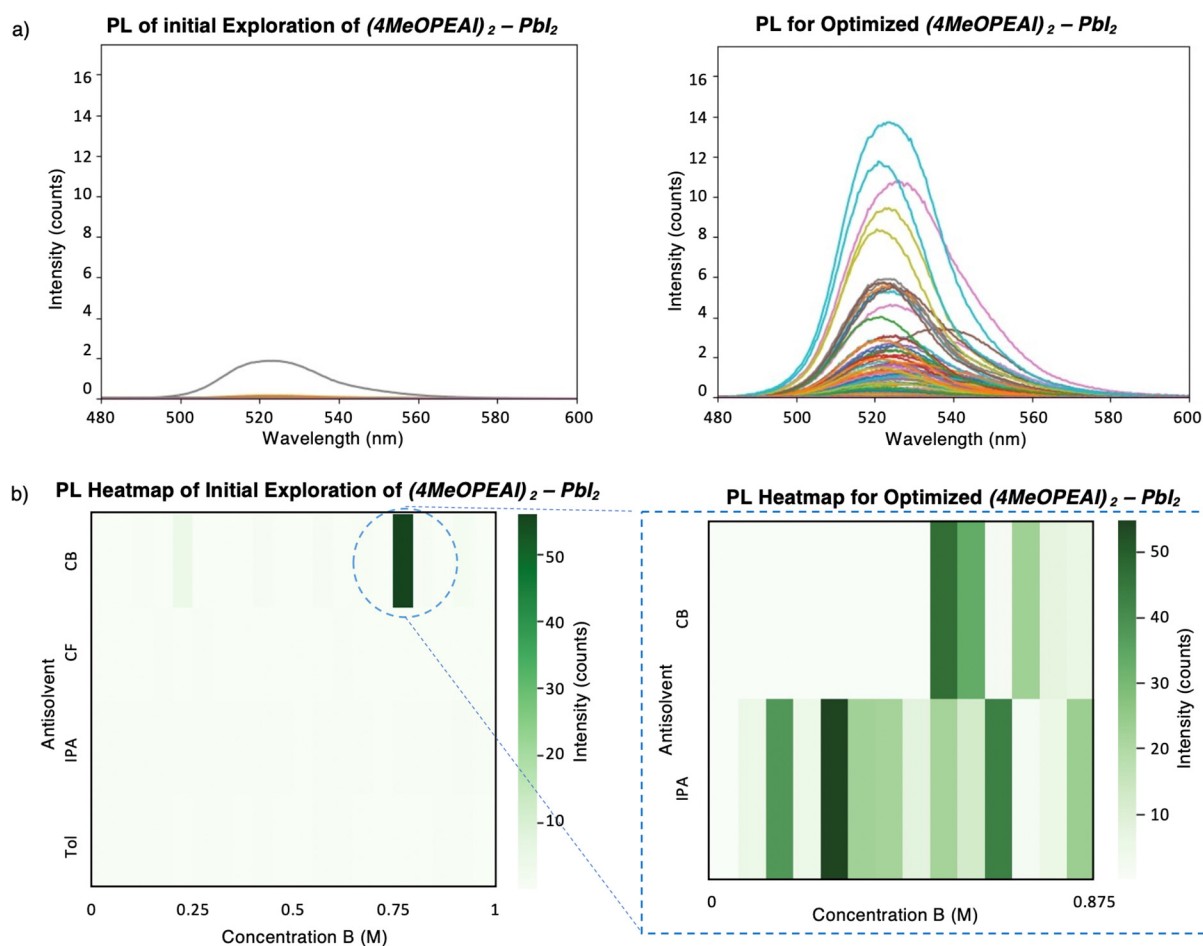 a)
PL of initial Exploration of (4MeOPEAI)₂ – PbI₂
16
14
12
10
8
6
4
2
0
Intensity (counts)
480
500
520
540
560
580
600
Wavelength (nm)
PL for Optimized (4MeOPEAI)₂ – PbI₂
16
14
12
10
8
6
4
2
0
Intensity (counts)
480
500
520
540
560
580
600
Wavelength (nm)
b)
PL Heatmap of Initial Exploration of (4MeOPEAI)₂ – PbI₂
CB
CF
IPA
Tol
Antisolvent
0
0.25
0.5
0.75
1
Concentration B (M)
50
40
30
20
10
Intensity (counts)
PL Heatmap for Optimized (4MeOPEAI)₂ – PbI₂
CB
IPA
Antisolvent
0
0.875
Concentration B (M)
50
40
30
20
10
Intensity (counts)